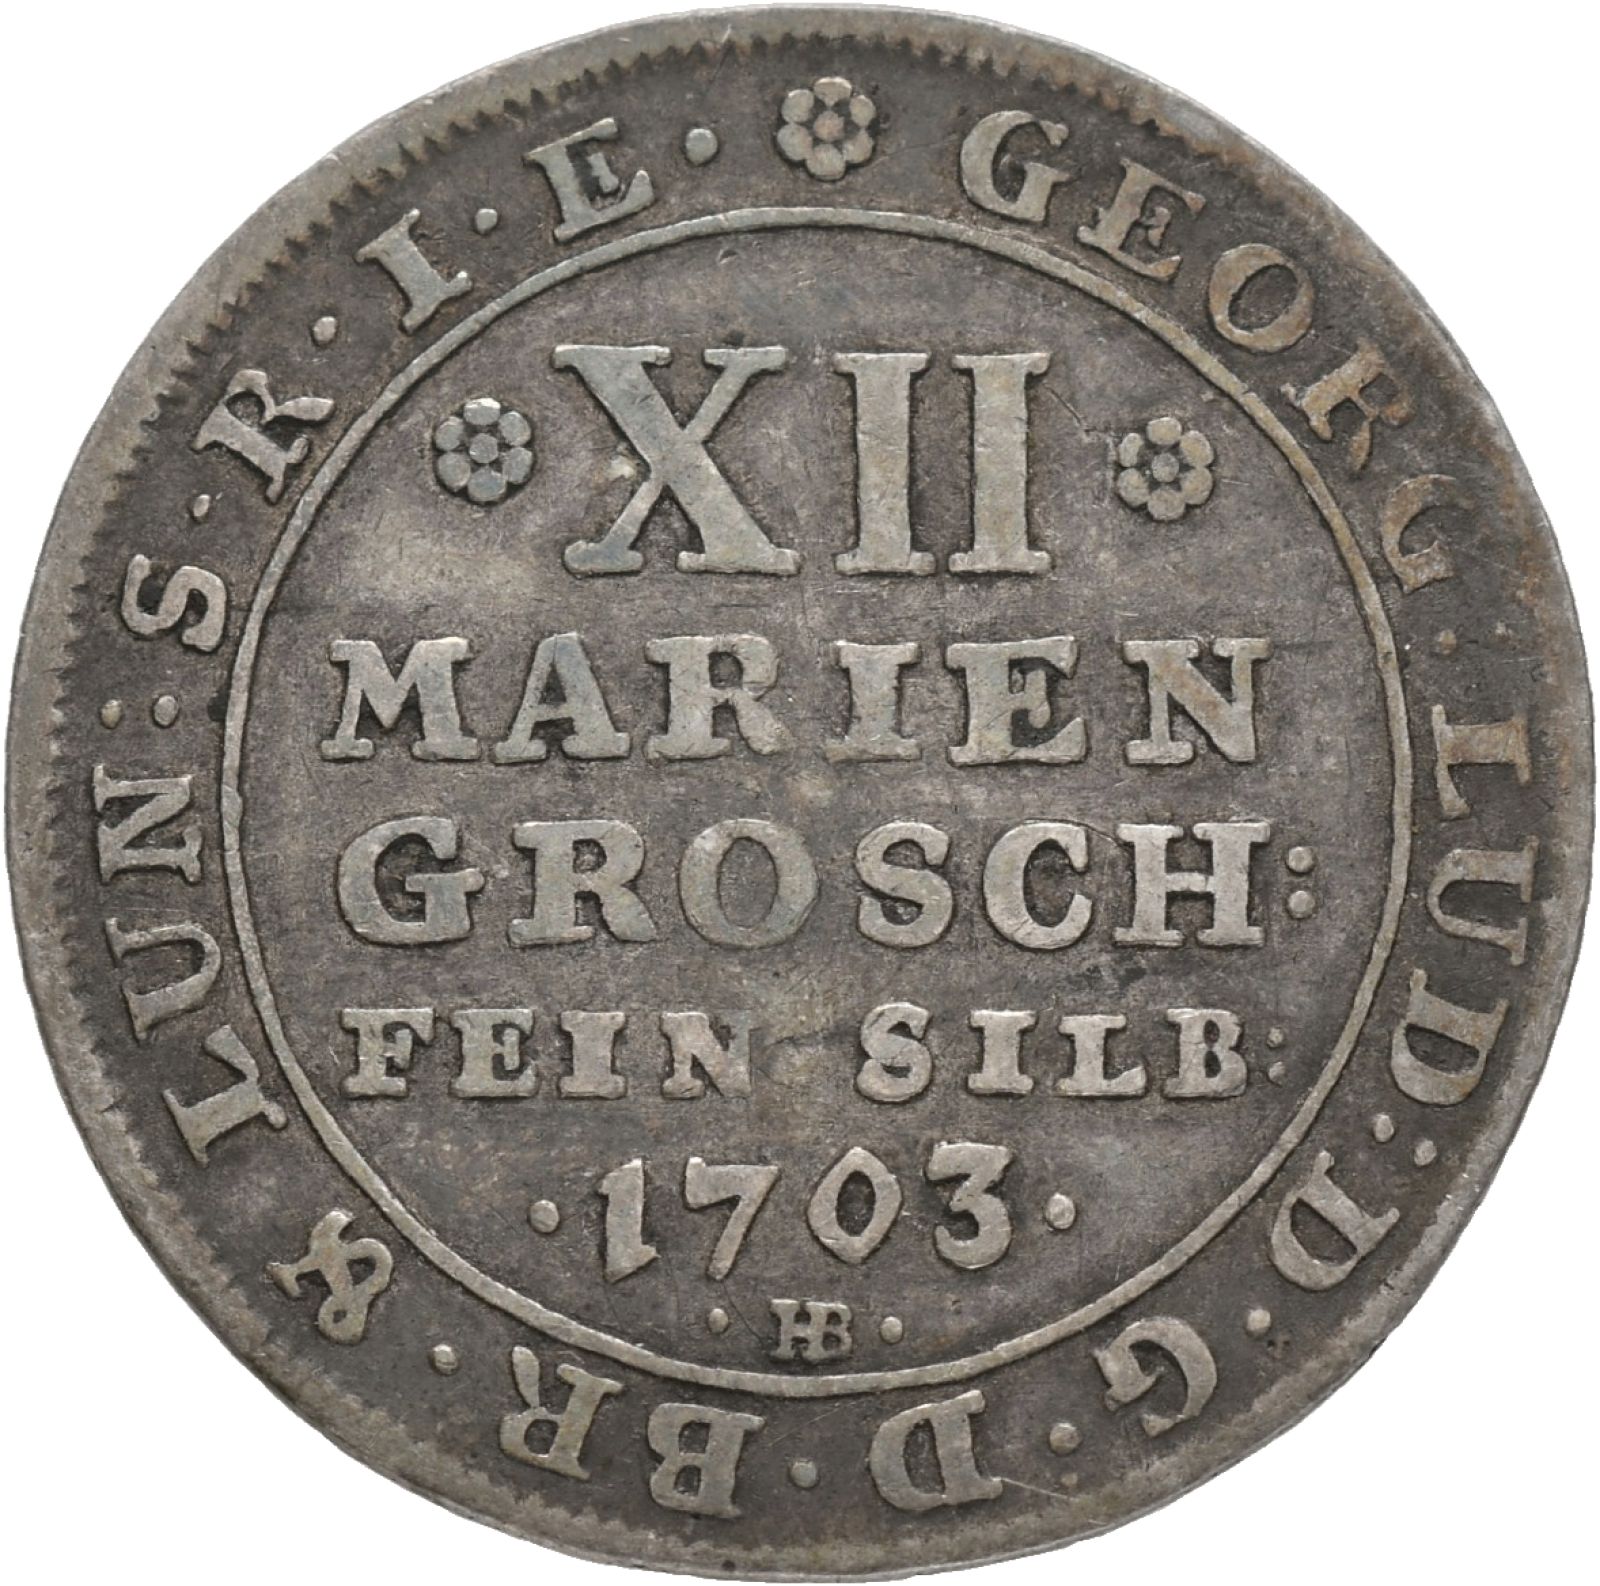 GEORG: LUD: D. G. D. BR. & LUN: S. R. I. E.
XII
MARIEN
GROSCH:
FEIN SILB:
·1703·
·HB·